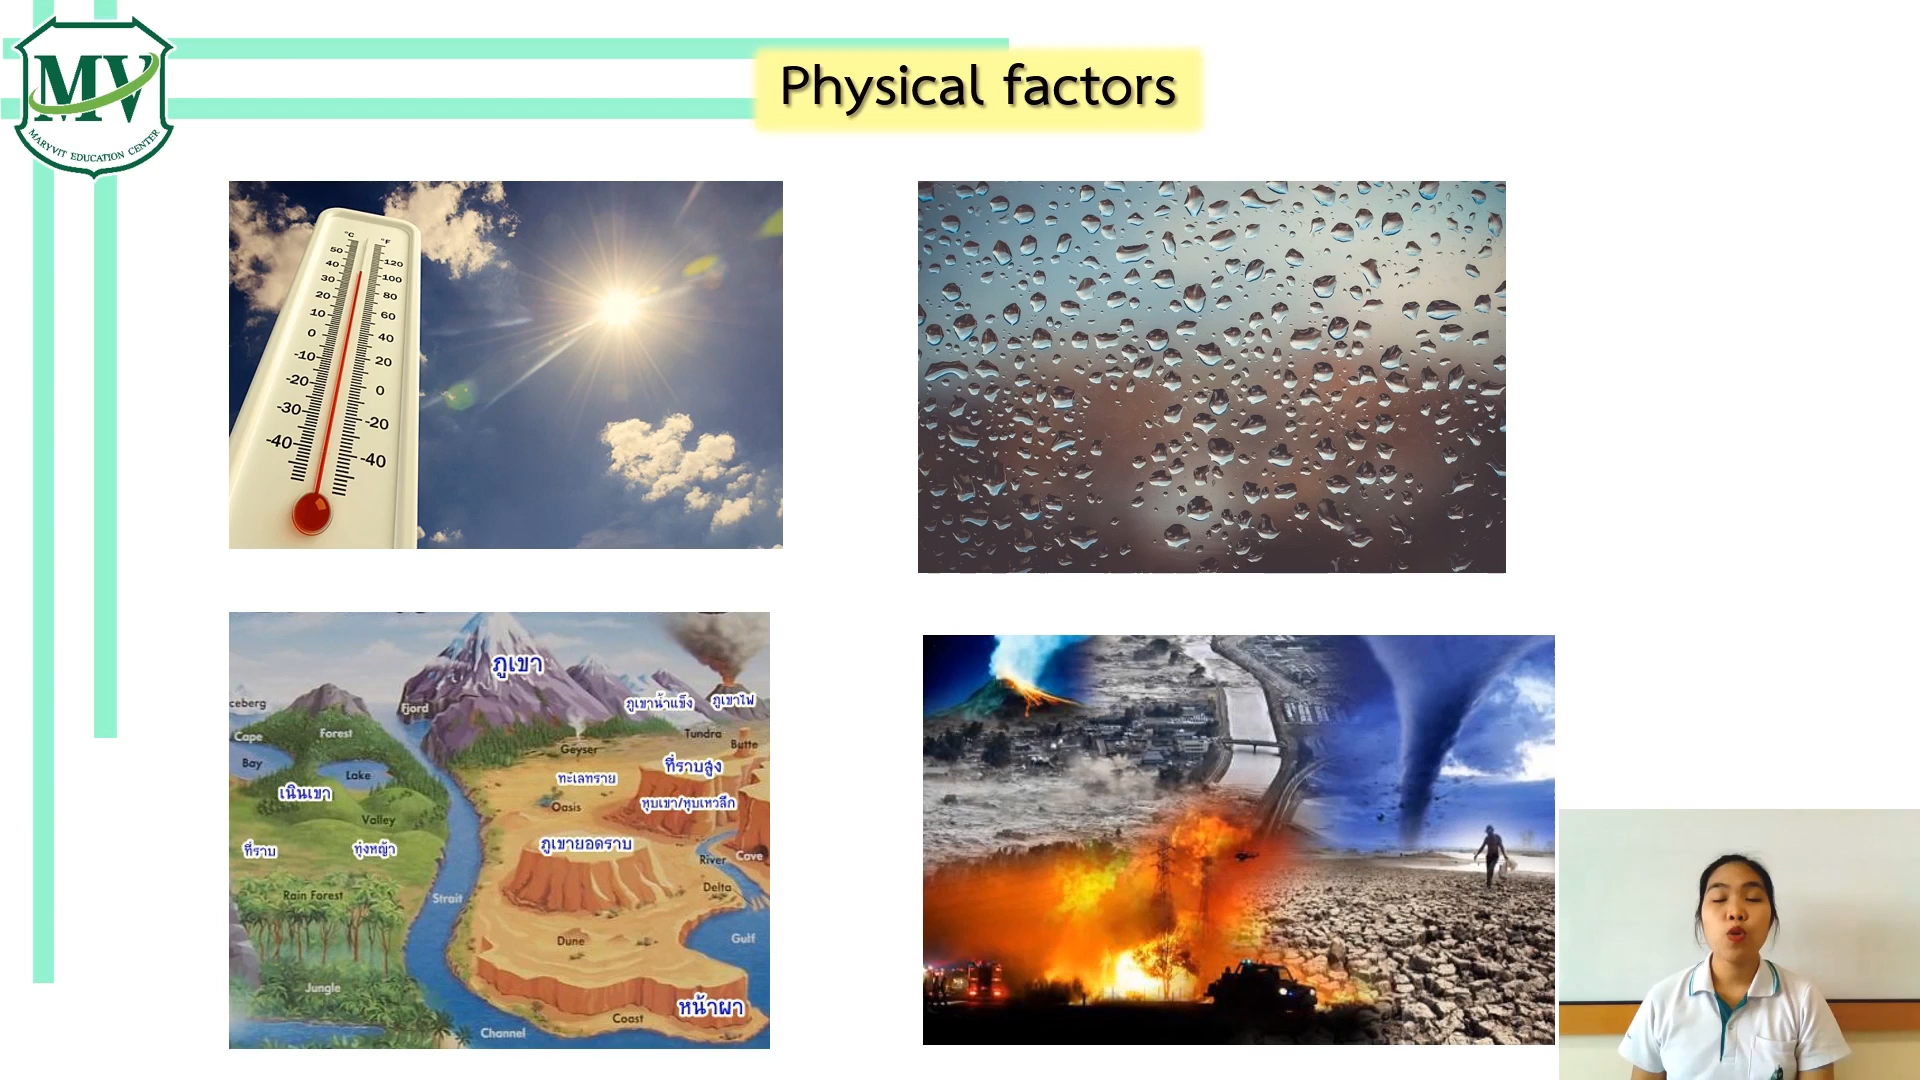 MV
MARYVIT EDUCATION CENTER
Physical factors
°C °F
50 120
40 100
30 80
20 60
10 40
0 20
-10 0
-20 -20
-30 -40
-40
ภูเขา
ภูเขาน้ำแข็ง
ภูเขาไฟ
ceberg
Fjord
Cape
Forest
Geyser
Tundra
Butte
Bay
Lake
ทะเลทราย
ที่ราบสูง
เนินเขา
Oasis
หุบเขา/หุบเหวลึก
Valley
ที่ราบ
ทุ่งหญ้า
ภูเขายอดราบ
River
Cave
Rain Forest
Strait
Delta
Dune
Gulf
Jungle
Coast
หน้าผา
Channel